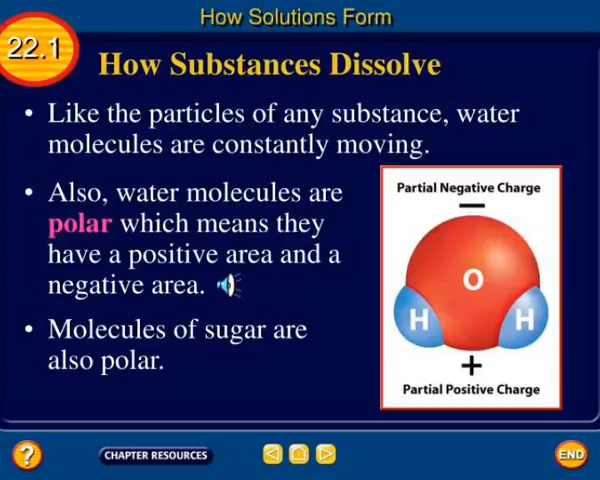 How Solutions Form
22.1
How Substances Dissolve
• Like the particles of any substance, water
molecules are constantly moving.
• Also, water molecules are
polar which means they
have a positive area and a
negative area.
• Molecules of sugar are
also polar.
Partial Negative Charge
−
O
H H
+
Partial Positive Charge
?
CHAPTER RESOURCES
END